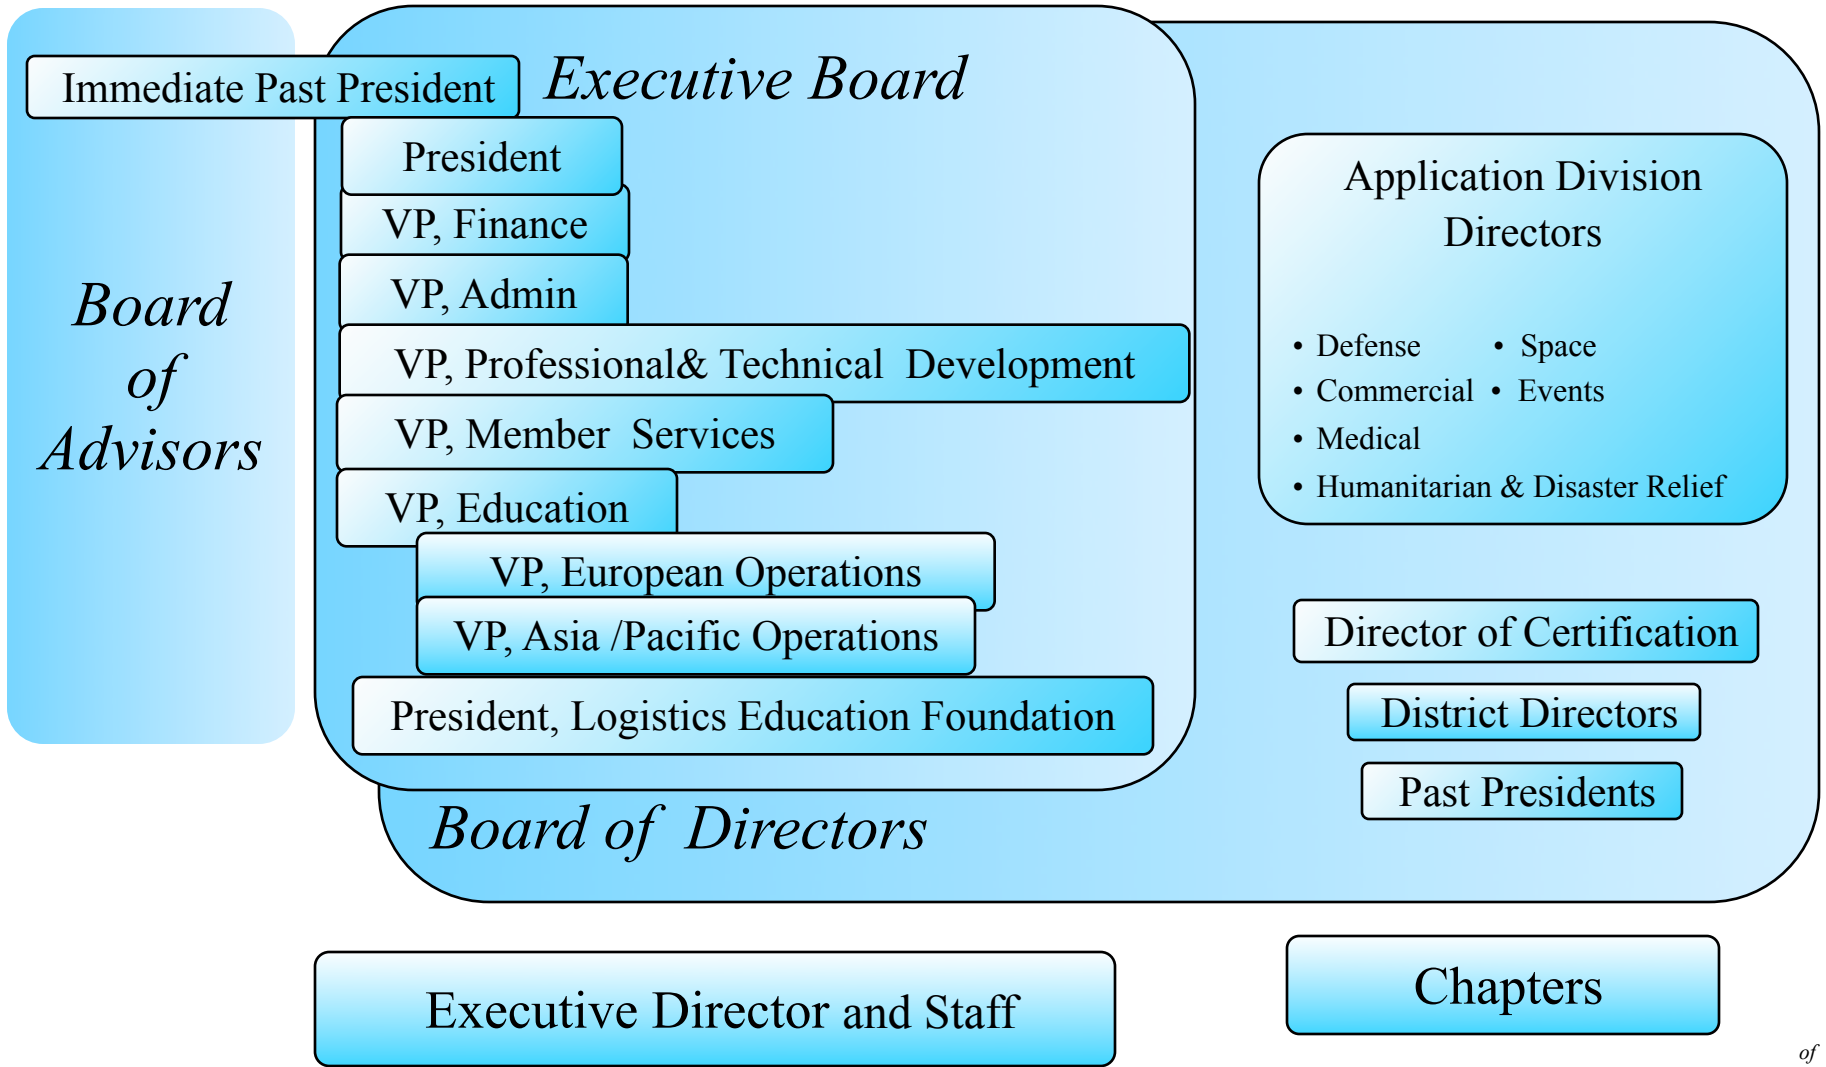 Immediate Past President
Executive Board
President
VP, Finance
VP, Admin
VP, Professional& Technical Development
VP, Member Services
VP, Education
VP, European Operations
VP, Asia /Pacific Operations
President, Logistics Education Foundation
Board
of
Advisors
Board of Directors
Application Division
Directors
• Defense • Space
• Commercial • Events
• Medical
• Humanitarian & Disaster Relief
Director of Certification
District Directors
Past Presidents
Executive Director and Staff
Chapters
of